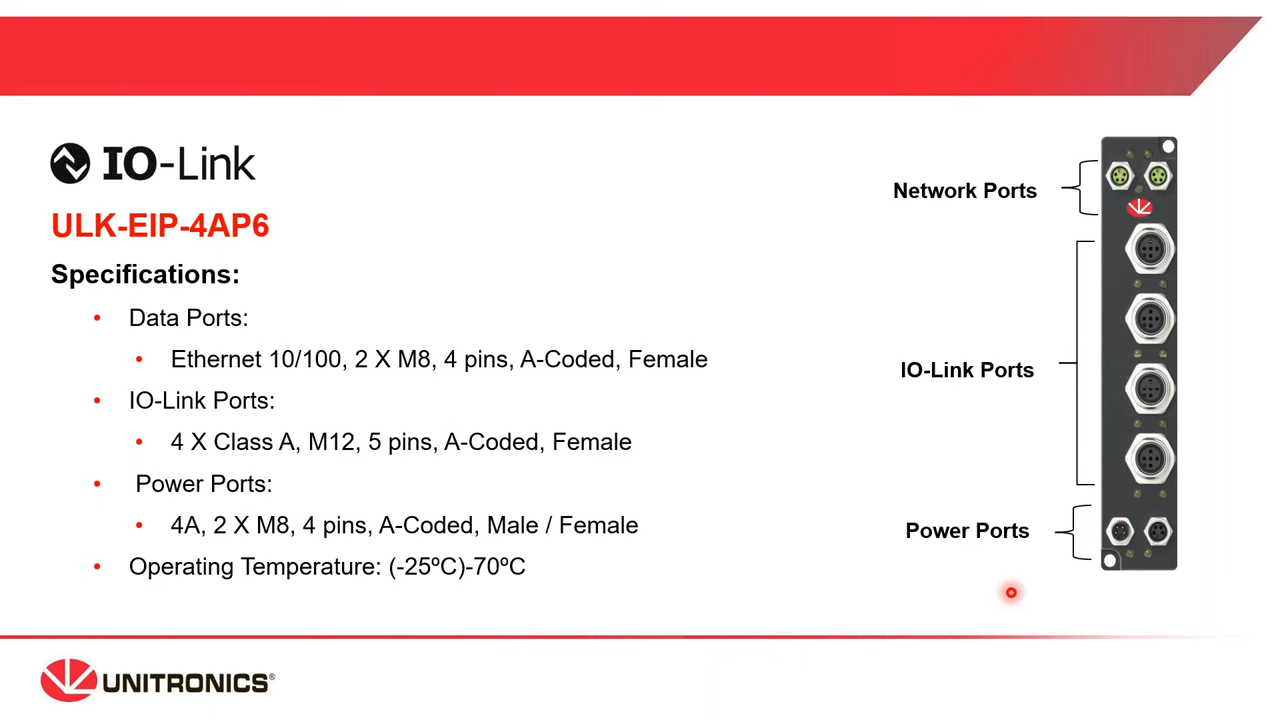 IO-Link
ULK-EIP-4AP6
Specifications:
• Data Ports:
• Ethernet 10/100, 2 X M8, 4 pins, A-Coded, Female
• IO-Link Ports:
• 4 X Class A, M12, 5 pins, A-Coded, Female
• Power Ports:
• 4A, 2 X M8, 4 pins, A-Coded, Male / Female
• Operating Temperature: (-25ºC)-70ºC
Network Ports
IO-Link Ports
Power Ports
UNITRONICS®